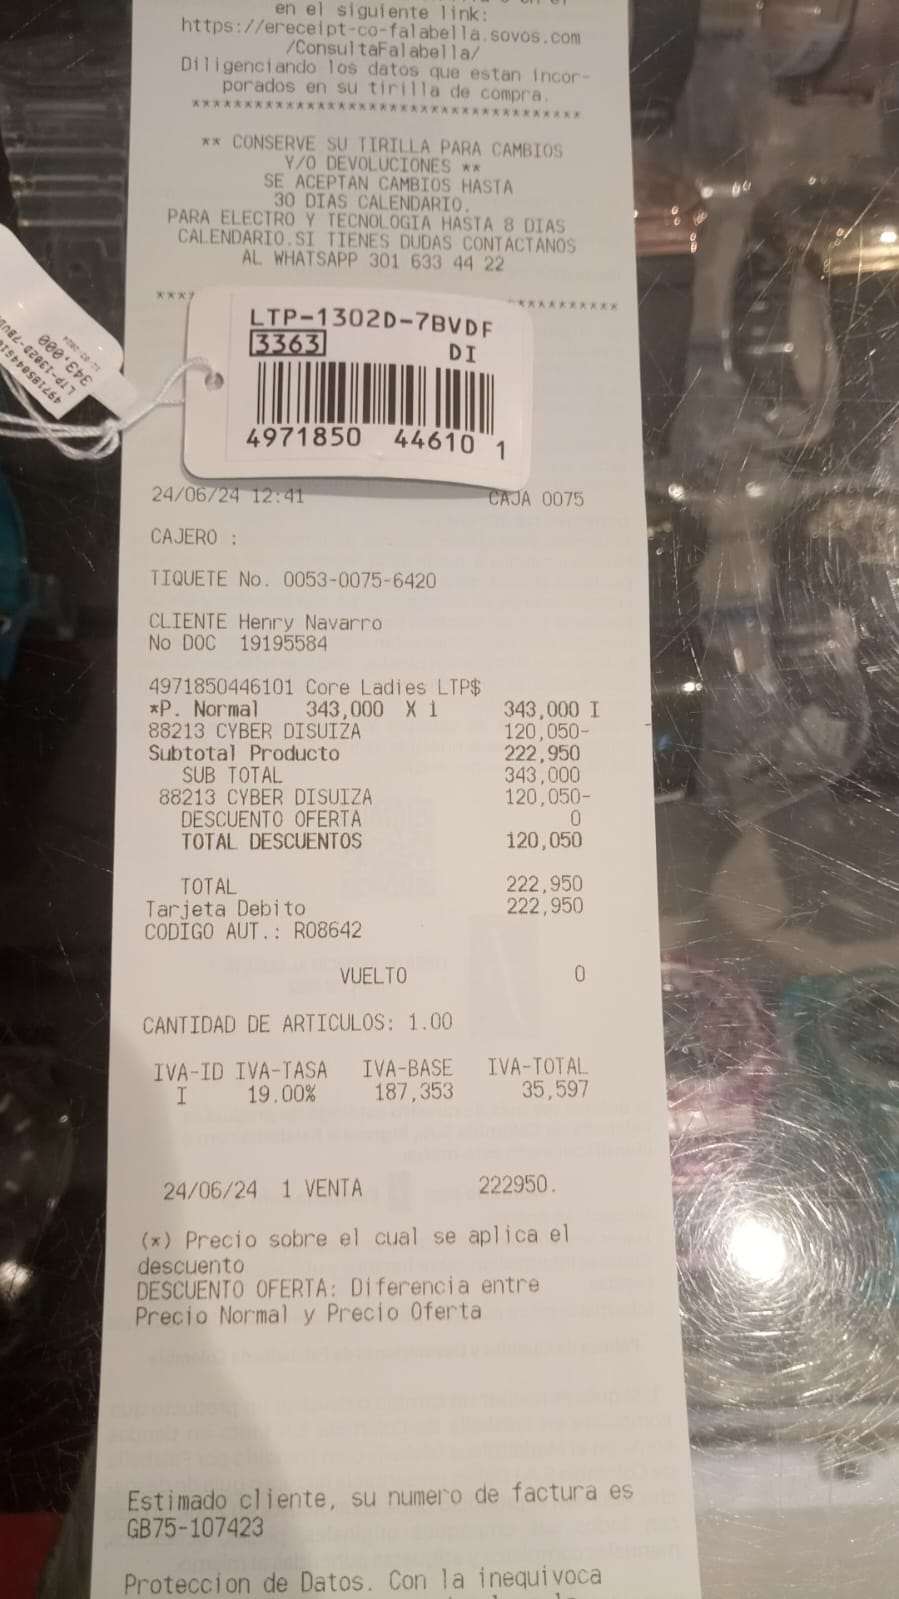 en el siguiente link:
https://ereceipt-co-falabella.sovos.com
/ConsultaFalabella/
Diligenciando los datos que estan incor-
porados en su tirilla de compra.
*************************************
** CONSERVE SU TIRILLA PARA CAMBIOS
Y/O DEVOLUCIONES **
SE ACEPTAN CAMBIOS HASTA
30 DIAS CALENDARIO.
PARA ELECTRO Y TECNOLOGIA HASTA 8 DIAS
CALENDARIO.SI TIENES DUDAS CONTACTANOS
AL WHATSAPP 301 633 44 22
LTP-1302D-7BVDF
3363
DI
4971850 44610 1
343,000
24/06/24 12:41 CAJA 0075
CAJERO :
TIQUETE No. 0053-0075-6420
CLIENTE Henry Navarro
No DOC 19195584
4971850446101 Core Ladies LTP$
*P. Normal 343,000 X 1 343,000 I
88213 CYBER DISUIZA 120,050-
Subtotal Producto 222,950
SUB TOTAL 343,000
88213 CYBER DISUIZA 120,050-
DESCUENTO OFERTA 0
TOTAL DESCUENTOS 120,050
TOTAL 222,950
Tarjeta Debito 222,950
CODIGO AUT.: R08642
VUELTO 0
CANTIDAD DE ARTICULOS: 1.00
IVA-ID IVA-TASA IVA-BASE IVA-TOTAL
I 19.00% 187,353 35,597
24/06/24 1 VENTA 222950.
(*) Precio sobre el cual se aplica el
descuento
DESCUENTO OFERTA: Diferencia entre
Precio Normal y Precio Oferta
Estimado cliente, su numero de factura es
GB75-107423
Proteccion de Datos. Con la inequivoca